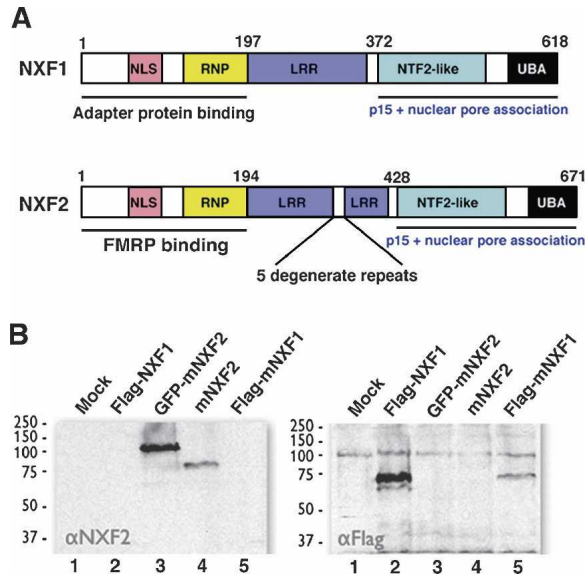 A
1 197 372 618
NXF1 NLS RNP LRR NTF2-like UBA
Adapter protein binding p15 + nuclear pore association
1 194 428 671
NXF2 NLS RNP LRR LRR NTF2-like UBA
FMRP binding p15 + nuclear pore association
5 degenerate repeats
B
Mock Flag-NXF1 GFP-mNXF2 mNXF2 Flag-mNXF1
250 -
150 -
100 -
75 -
50 -
37 -
αNXF2
1 2 3 4 5
Mock Flag-NXF1 GFP-mNXF2 mNXF2 Flag-mNXF1
250 -
150 -
100 -
75 -
50 -
37 -
αFlag
1 2 3 4 5